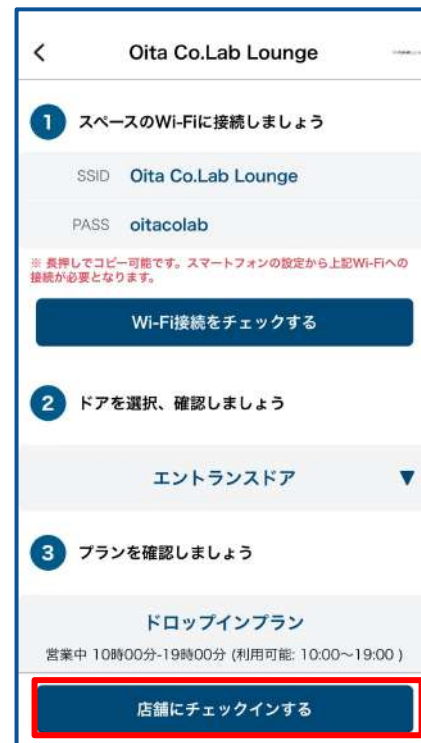 Oita Co.Lab Lounge
1 スペースのWi-Fiに接続しましょう
SSID Oita Co.Lab Lounge
PASS oitacolab
※ 長押しでコピー可能です。スマートフォンの設定から上記Wi-Fiへの
接続が必要となります。
Wi-Fi接続をチェックする
2 ドアを選択、確認しましょう
エントランスドア ▼
3 プランを確認しましょう
ドロップインプラン
営業中 10時00分-19時00分 (利用可能: 10:00~19:00 )
店舗にチェックインする